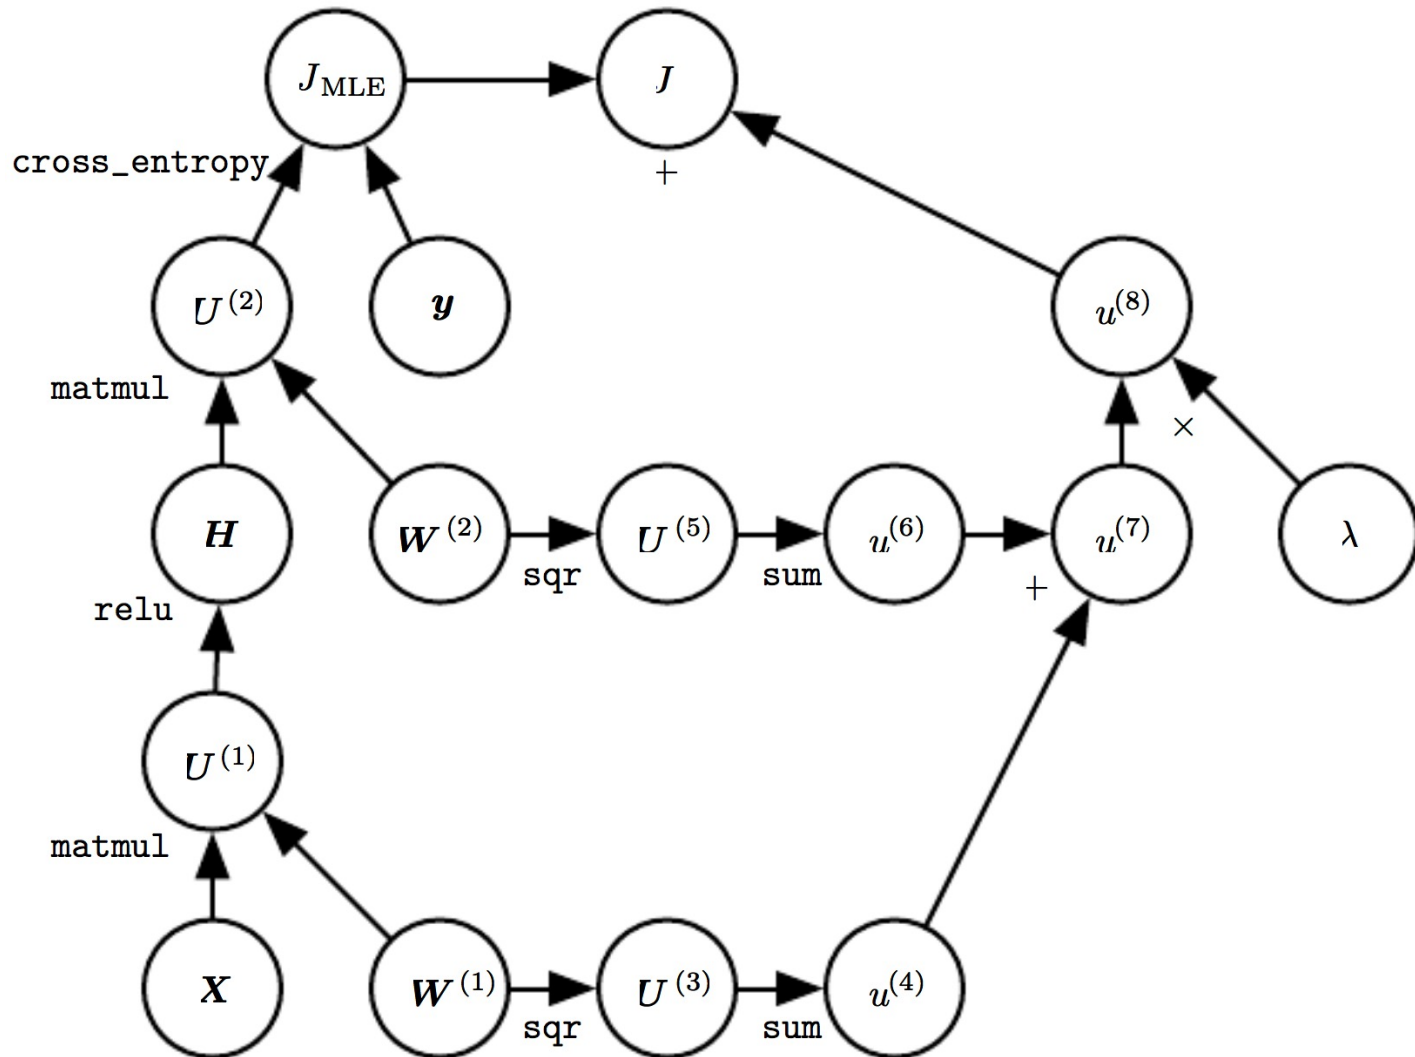 J_MLE J
cross_entropy +
U^(2) y u^(8)
matmul ×
H W^(2) U^(5) u^(6) u^(7) λ
relu sqr sum +
U^(1)
matmul
X W^(1) U^(3) u^(4)
sqr sum